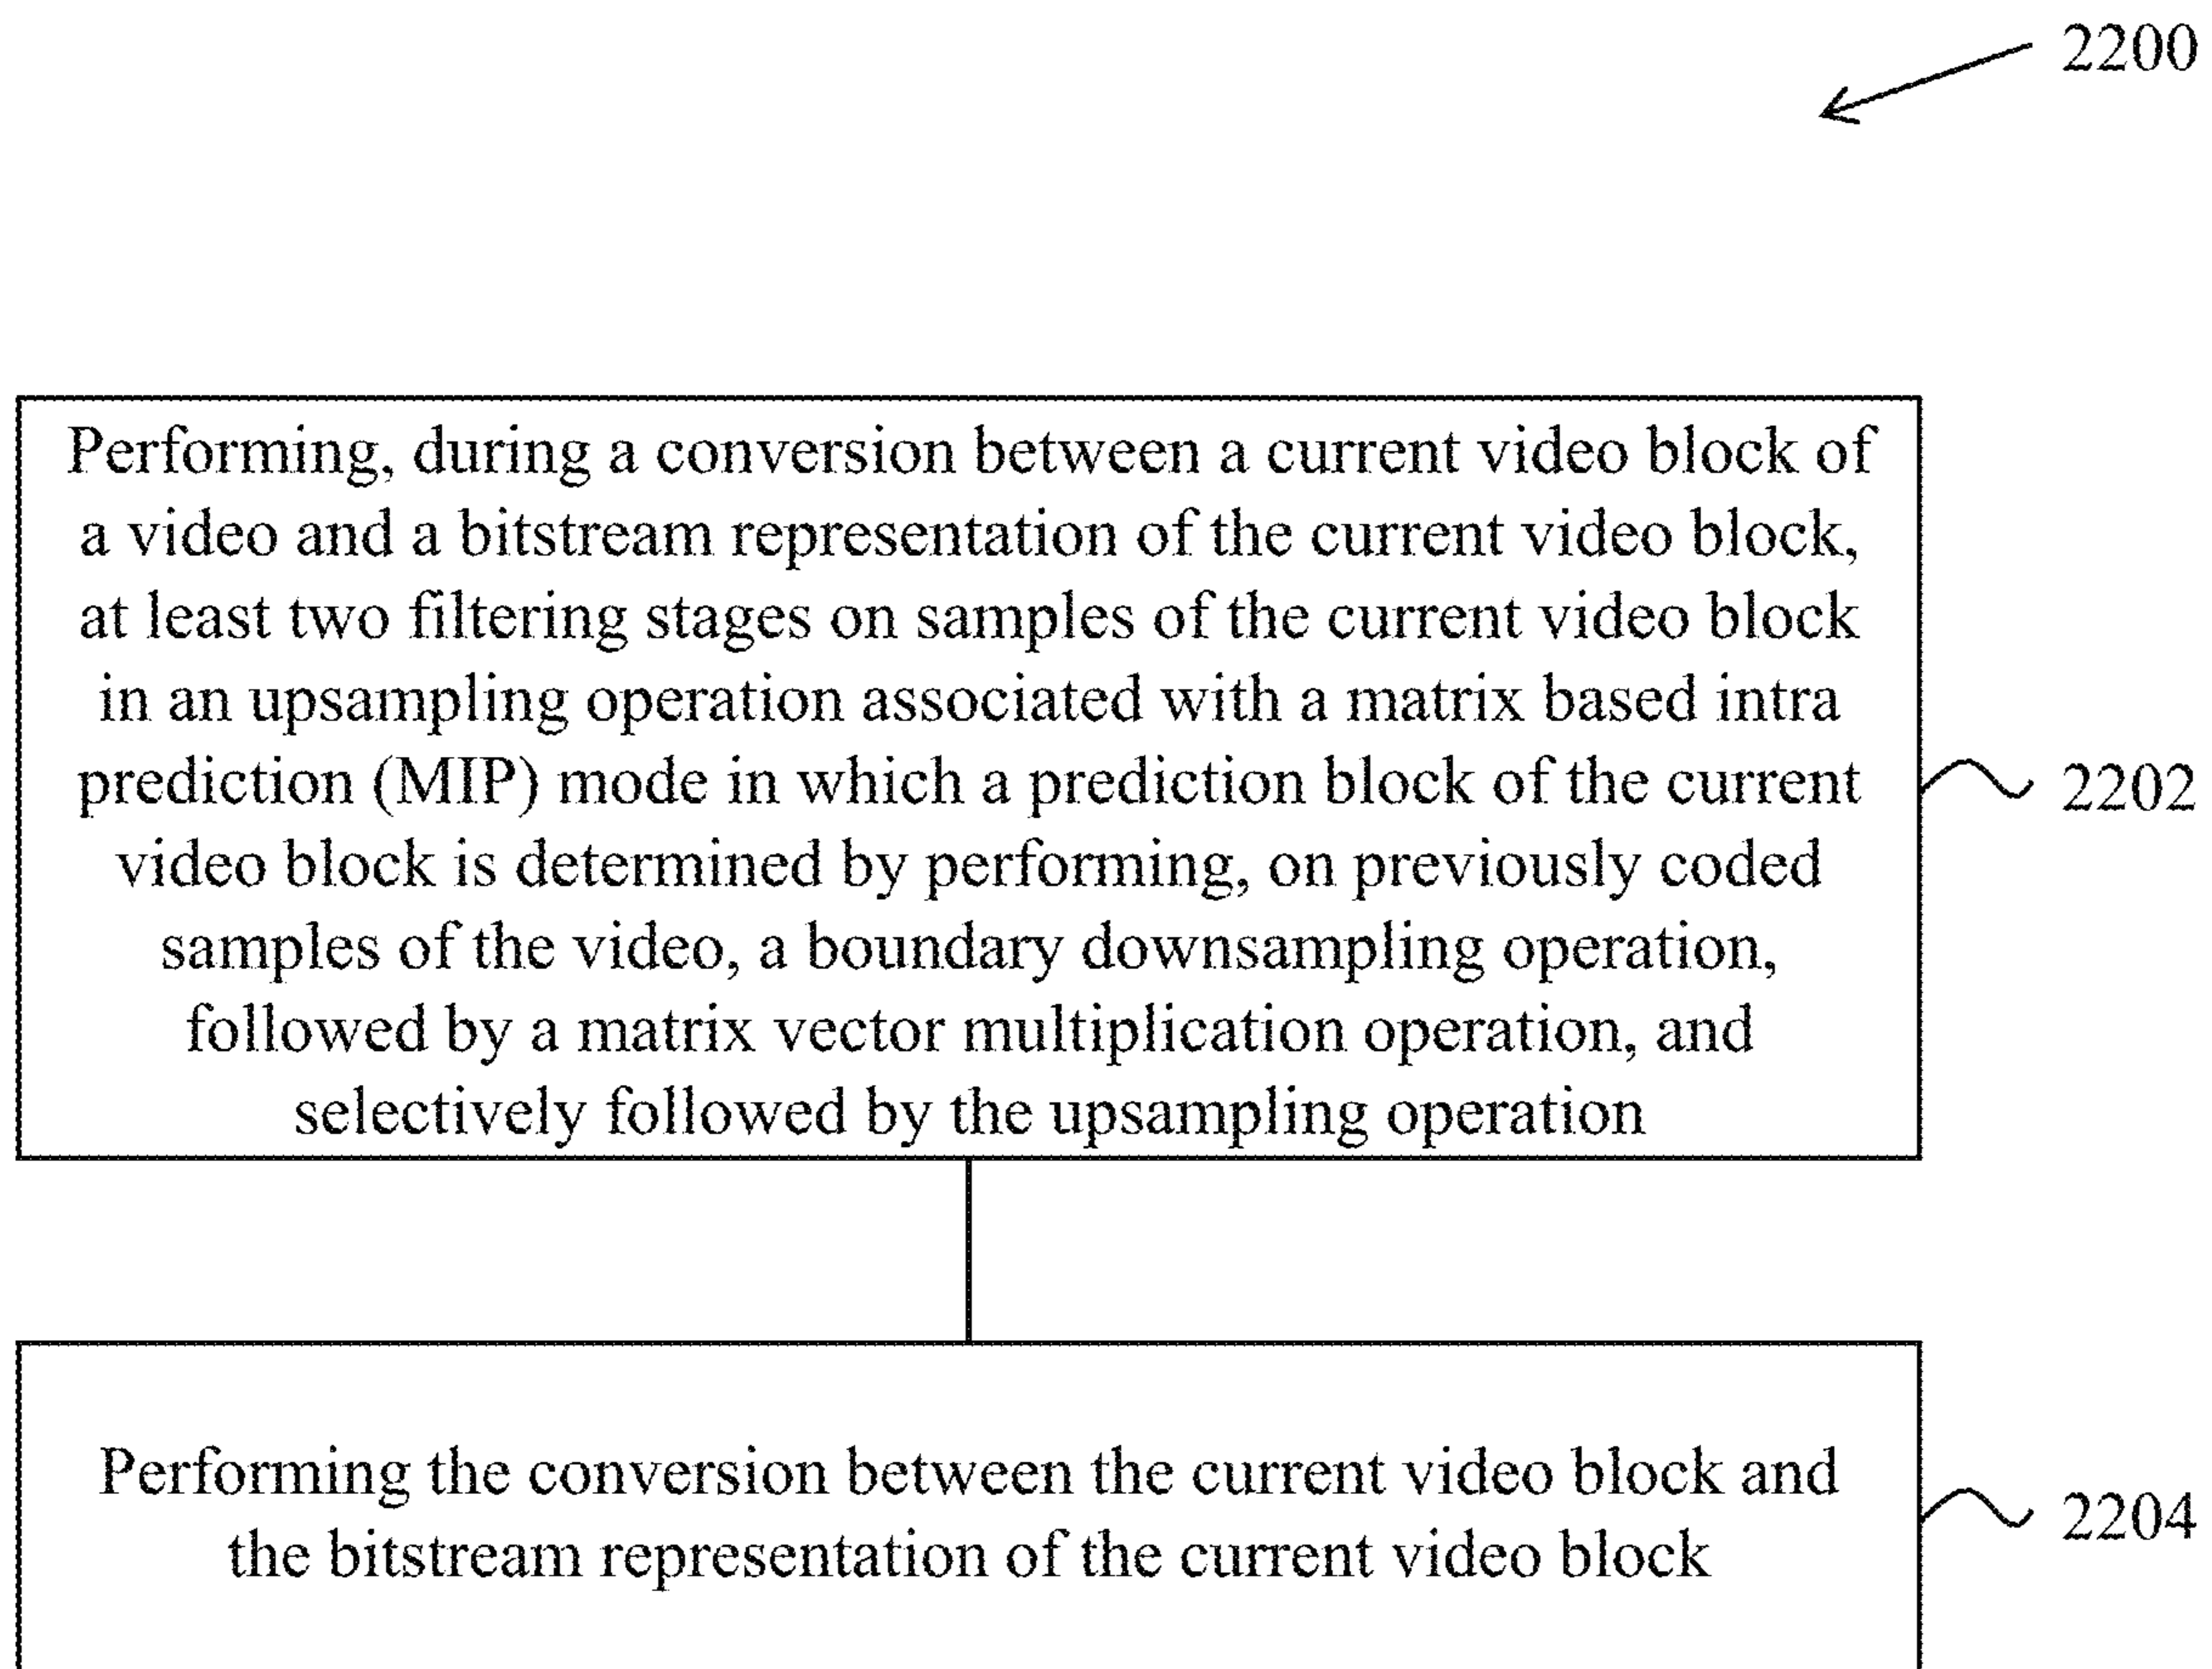 2200
Performing, during a conversion between a current video block of
a video and a bitstream representation of the current video block,
at least two filtering stages on samples of the current video block
in an upsampling operation associated with a matrix based intra
prediction (MIP) mode in which a prediction block of the current
video block is determined by performing, on previously coded
samples of the video, a boundary downsampling operation,
followed by a matrix vector multiplication operation, and
selectively followed by the upsampling operation
2202
Performing the conversion between the current video block and
the bitstream representation of the current video block
2204